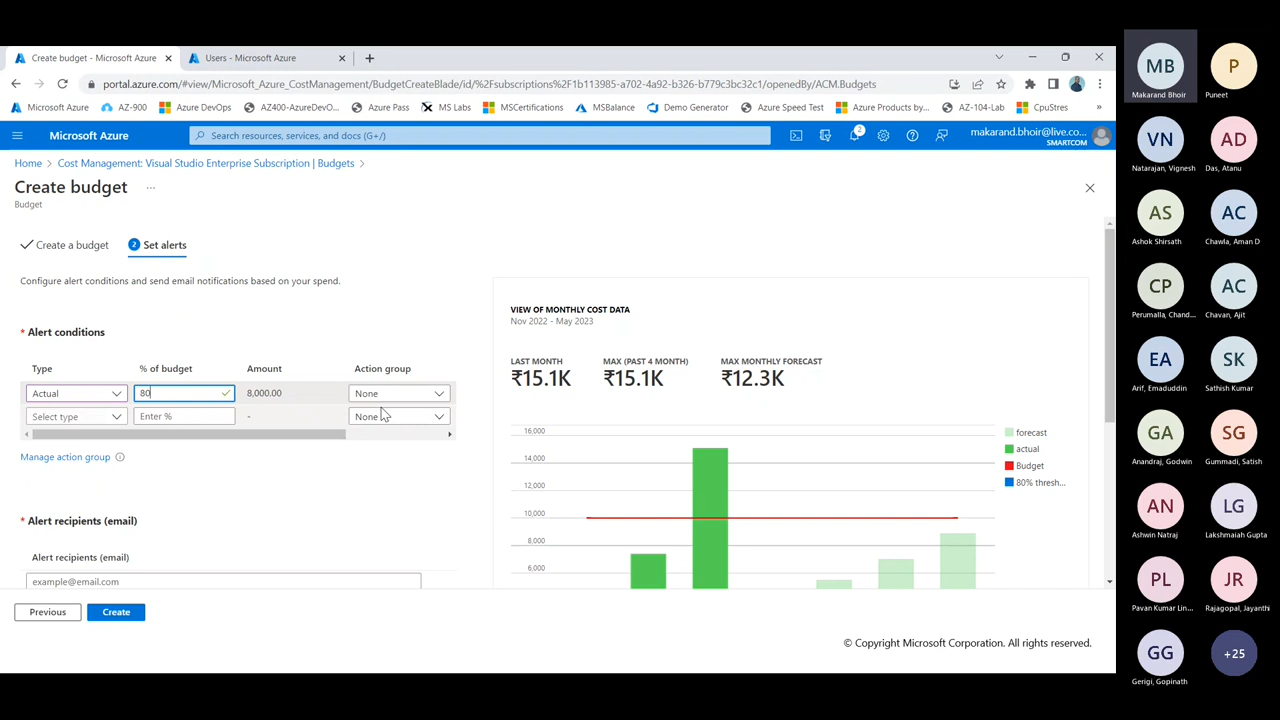 Create budget - Microsoft Azure
Users - Microsoft Azure
portal.azure.com/#view/Microsoft_Azure_CostManagement/BudgetCreateBlade/id/%2Fsubscriptions%2F1b113985-a702-4a92-b326-b779c3bc32c1/openedBy/ACM.Budgets
Microsoft Azure AZ-900 Azure DevOps AZ400-AzureDevO... Azure Pass MS Labs MSCertifications MSBalance Demo Generator Azure Speed Test Azure Products by... AZ-104-Lab CpuStres »
Microsoft Azure
Search resources, services, and docs (G+/)
2
makarand.bhoir@live.co...
SMARTCOM
Home > Cost Management: Visual Studio Enterprise Subscription | Budgets >
Create budget ...
Budget
Create a budget
2 Set alerts
Configure alert conditions and send email notifications based on your spend.
* Alert conditions
Type % of budget Amount Action group
Actual 80 8,000.00 None
Select type Enter % - None
Manage action group
* Alert recipients (email)
Alert recipients (email)
example@email.com
Previous Create
VIEW OF MONTHLY COST DATA
Nov 2022 - May 2023
LAST MONTH MAX (PAST 4 MONTH) MAX MONTHLY FORECAST
₹15.1K ₹15.1K ₹12.3K
16,000
14,000
12,000
10,000
8,000
6,000
forecast
actual
Budget
80% thresh...
© Copyright Microsoft Corporation. All rights reserved.
MB P
Makarand Bhoir Puneet
VN AD
Natarajan, Vignesh Das, Atanu
AS AC
Ashok Shirsath Chawla, Aman D
CP AC
Perumalla, Chand... Chavan, Ajit
EA SK
Arif, Emaduddin Sathish Kumar
GA SG
Anandraj, Godwin Gummadi, Satish
AN LG
Ashwin Natraj Lakshmaiah Gupta
PL JR
Pavan Kumar Lin... Rajagopal, Jayanthi
GG +25
Gerigi, Gopinath